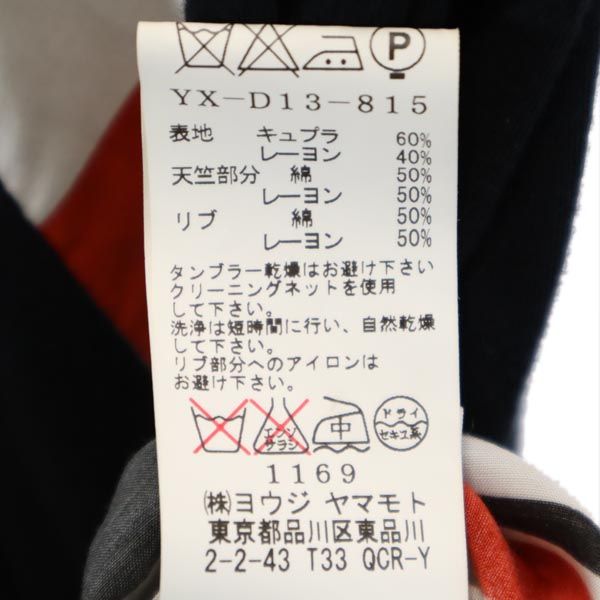 P
YX-D13-815
表地 キュプラ 60%
レーヨン 40%
天竺部分 綿 50%
レーヨン 50%
リブ 綿 50%
レーヨン 50%
タンブラー乾燥はお避け下さい
クリーニングネットを使用
して下さい。
洗浄は短時間に行い、自然乾燥
して下さい。
リブ部分へのアイロンは
お避け下さい。
エンソ
サラシ
中
ドライ
セキユ系
1169
㈱ヨウジ ヤマモト
東京都品川区東品川
2-2-43 T33 QCR-Y